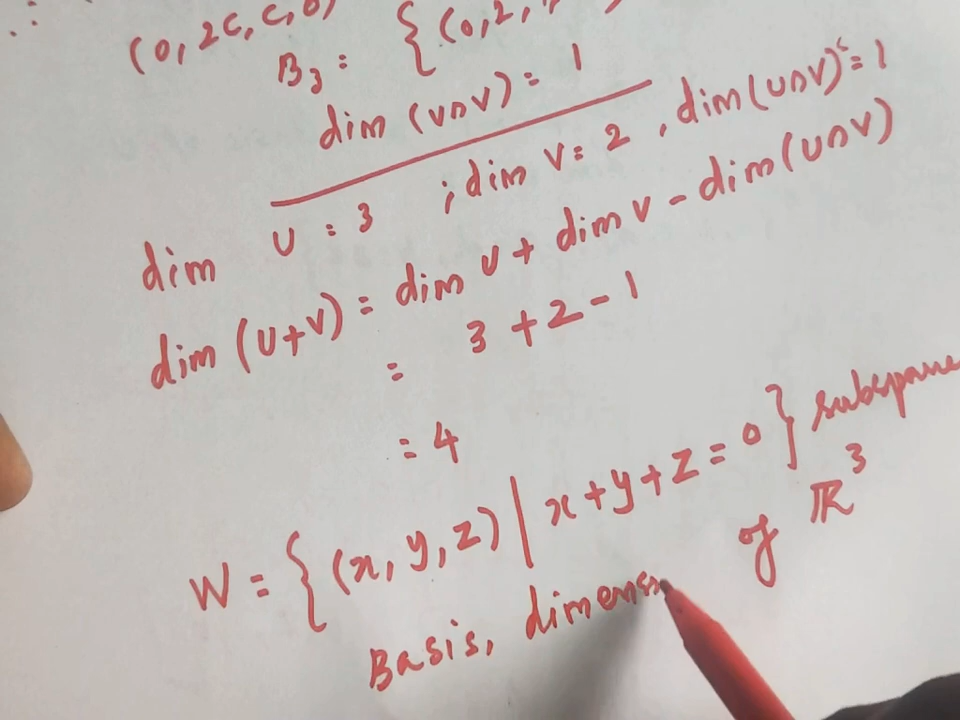 (0, 2c, c, 0)
B₃ = { (0, 2,
dim (U∩V) = 1
dim U = 3 ; dim V = 2 , dim(U∩V) = 1
dim (U+V) = dim U + dim V - dim(U∩V)
= 3 + 2 - 1
= 4
W = { (x, y, z) | x + y + z = 0 } subspace
of ℝ³
Basis, dimens